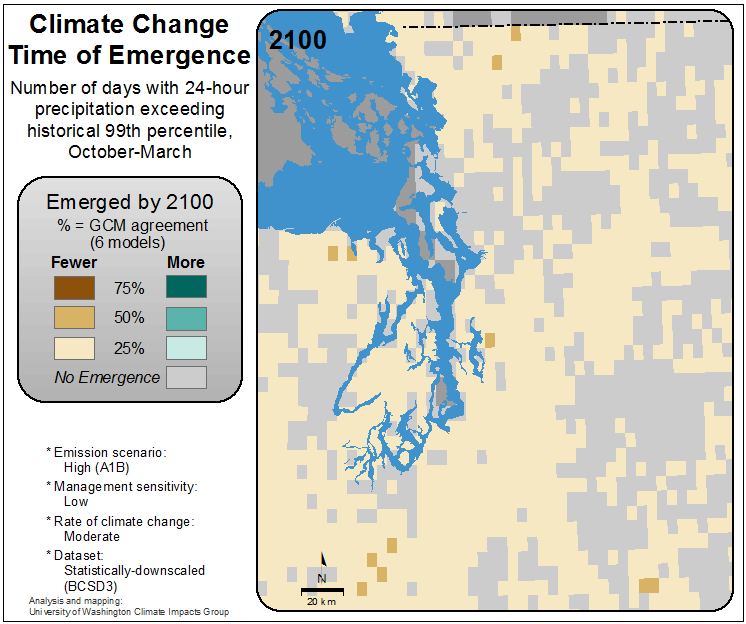 Climate Change
Time of Emergence
Number of days with 24-hour
precipitation exceeding
historical 99th percentile,
October-March
Emerged by 2100
% = GCM agreement
(6 models)
Fewer More
75%
50%
25%
No Emergence
* Emission scenario:
High (A1B)
* Management sensitivity:
Low
* Rate of climate change:
Moderate
* Dataset:
Statistically-downscaled
(BCSD3)
Analysis and mapping:
University of Washington Climate Impacts Group
2100
N
20 km